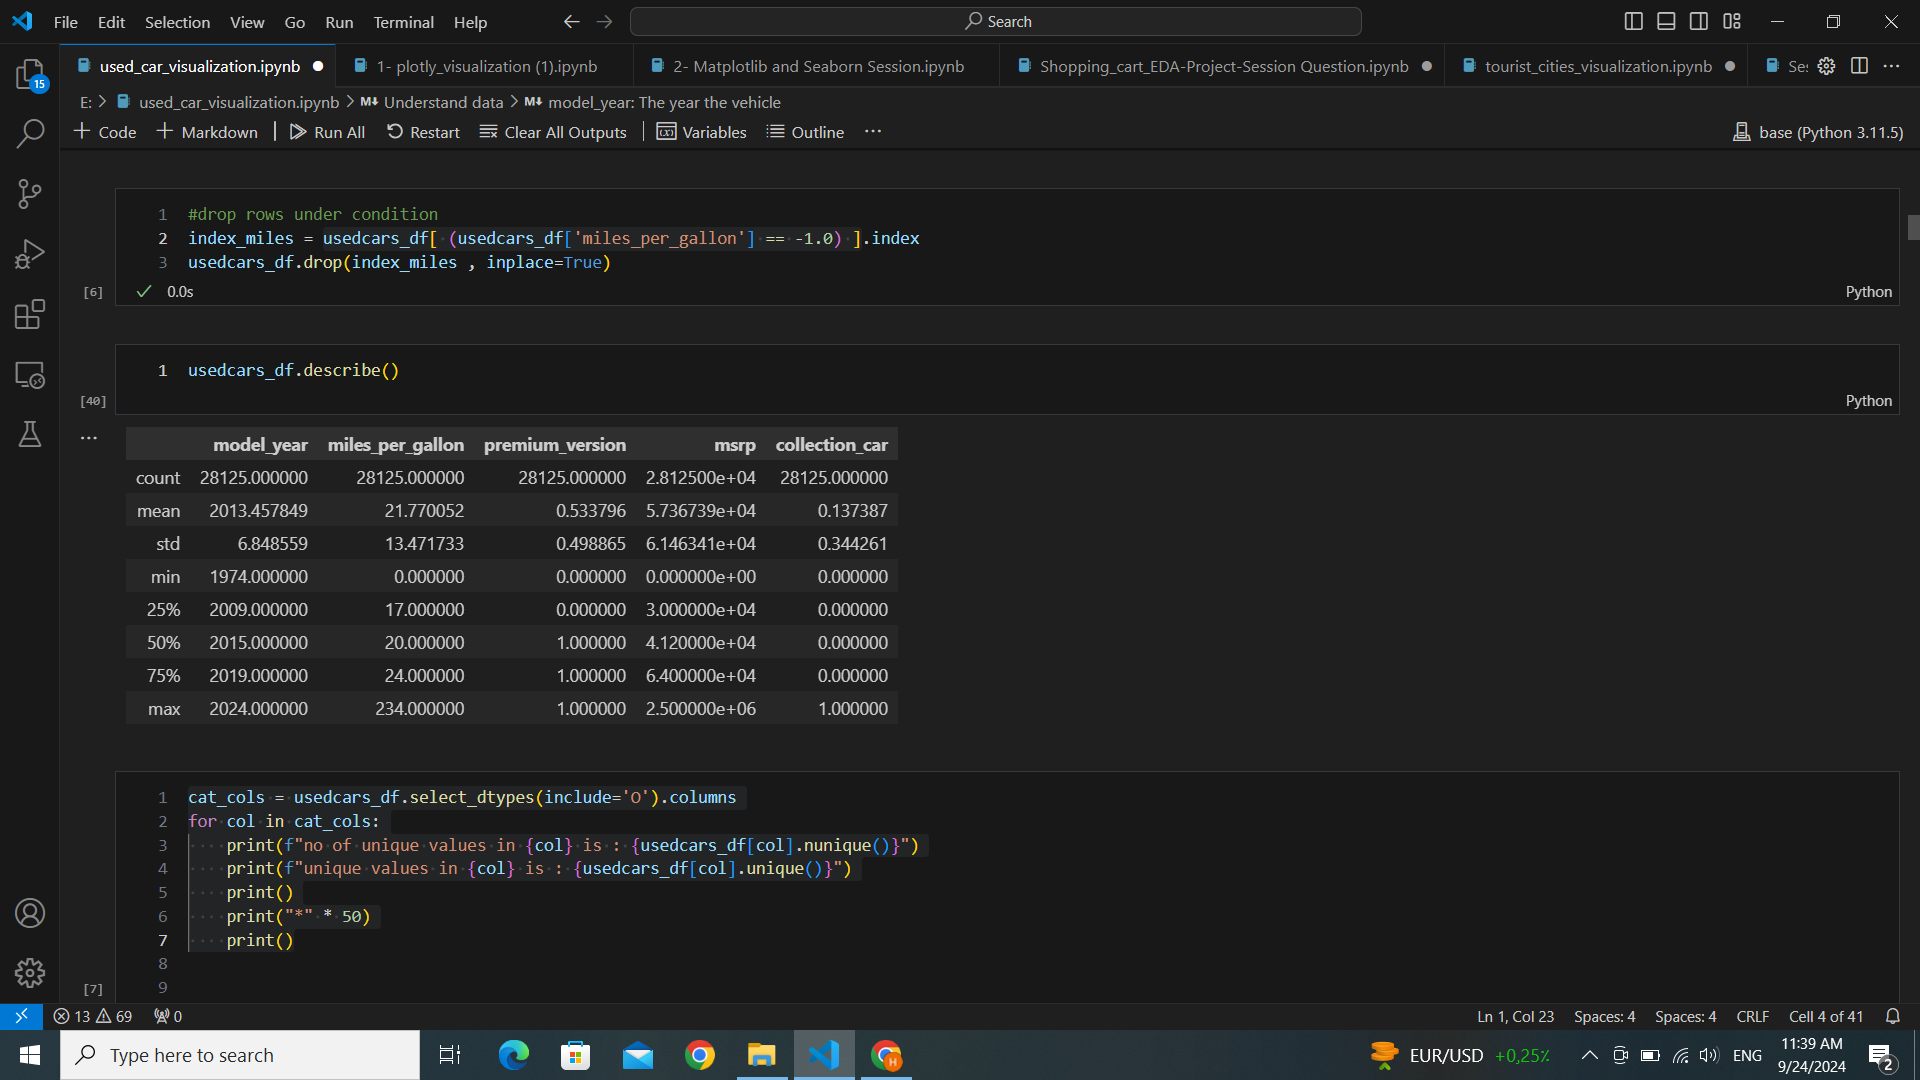 File Edit Selection View Go Run Terminal Help Search
used_car_visualization.ipynb 1- plotly_visualization (1).ipynb 2- Matplotlib and Seaborn Session.ipynb Shopping_cart_EDA-Project-Session Question.ipynb tourist_cities_visualization.ipynb
E: > used_car_visualization.ipynb > M↓ Understand data > M↓ model_year: The year the vehicle
+ Code + Markdown | Run All Restart Clear All Outputs | Variables Outline ... base (Python 3.11.5)
1 #drop rows under condition
2 index_miles = usedcars_df[ (usedcars_df['miles_per_gallon'] == -1.0) ].index
3 usedcars_df.drop(index_miles , inplace=True)
[6] 0.0s Python
1 usedcars_df.describe()
[40] Python
...
model_year miles_per_gallon premium_version msrp collection_car
count 28125.000000 28125.000000 28125.000000 2.812500e+04 28125.000000
mean 2013.457849 21.770052 0.533796 5.736739e+04 0.137387
std 6.848559 13.471733 0.498865 6.146341e+04 0.344261
min 1974.000000 0.000000 0.000000 0.000000e+00 0.000000
25% 2009.000000 17.000000 0.000000 3.000000e+04 0.000000
50% 2015.000000 20.000000 1.000000 4.120000e+04 0.000000
75% 2019.000000 24.000000 1.000000 6.400000e+04 0.000000
max 2024.000000 234.000000 1.000000 2.500000e+06 1.000000
1 cat_cols = usedcars_df.select_dtypes(include='O').columns
2 for col in cat_cols:
3 print(f"no of unique values in {col} is : {usedcars_df[col].nunique()}")
4 print(f"unique values in {col} is : {usedcars_df[col].unique()}")
5 print()
6 print("*" * 50)
7 print()
8
9
[7]
15
13 69 0 Ln 1, Col 23 Spaces: 4 Spaces: 4 CRLF Cell 4 of 41
Type here to search H EUR/USD +0,25% ENG 11:39 AM
9/24/2024 2